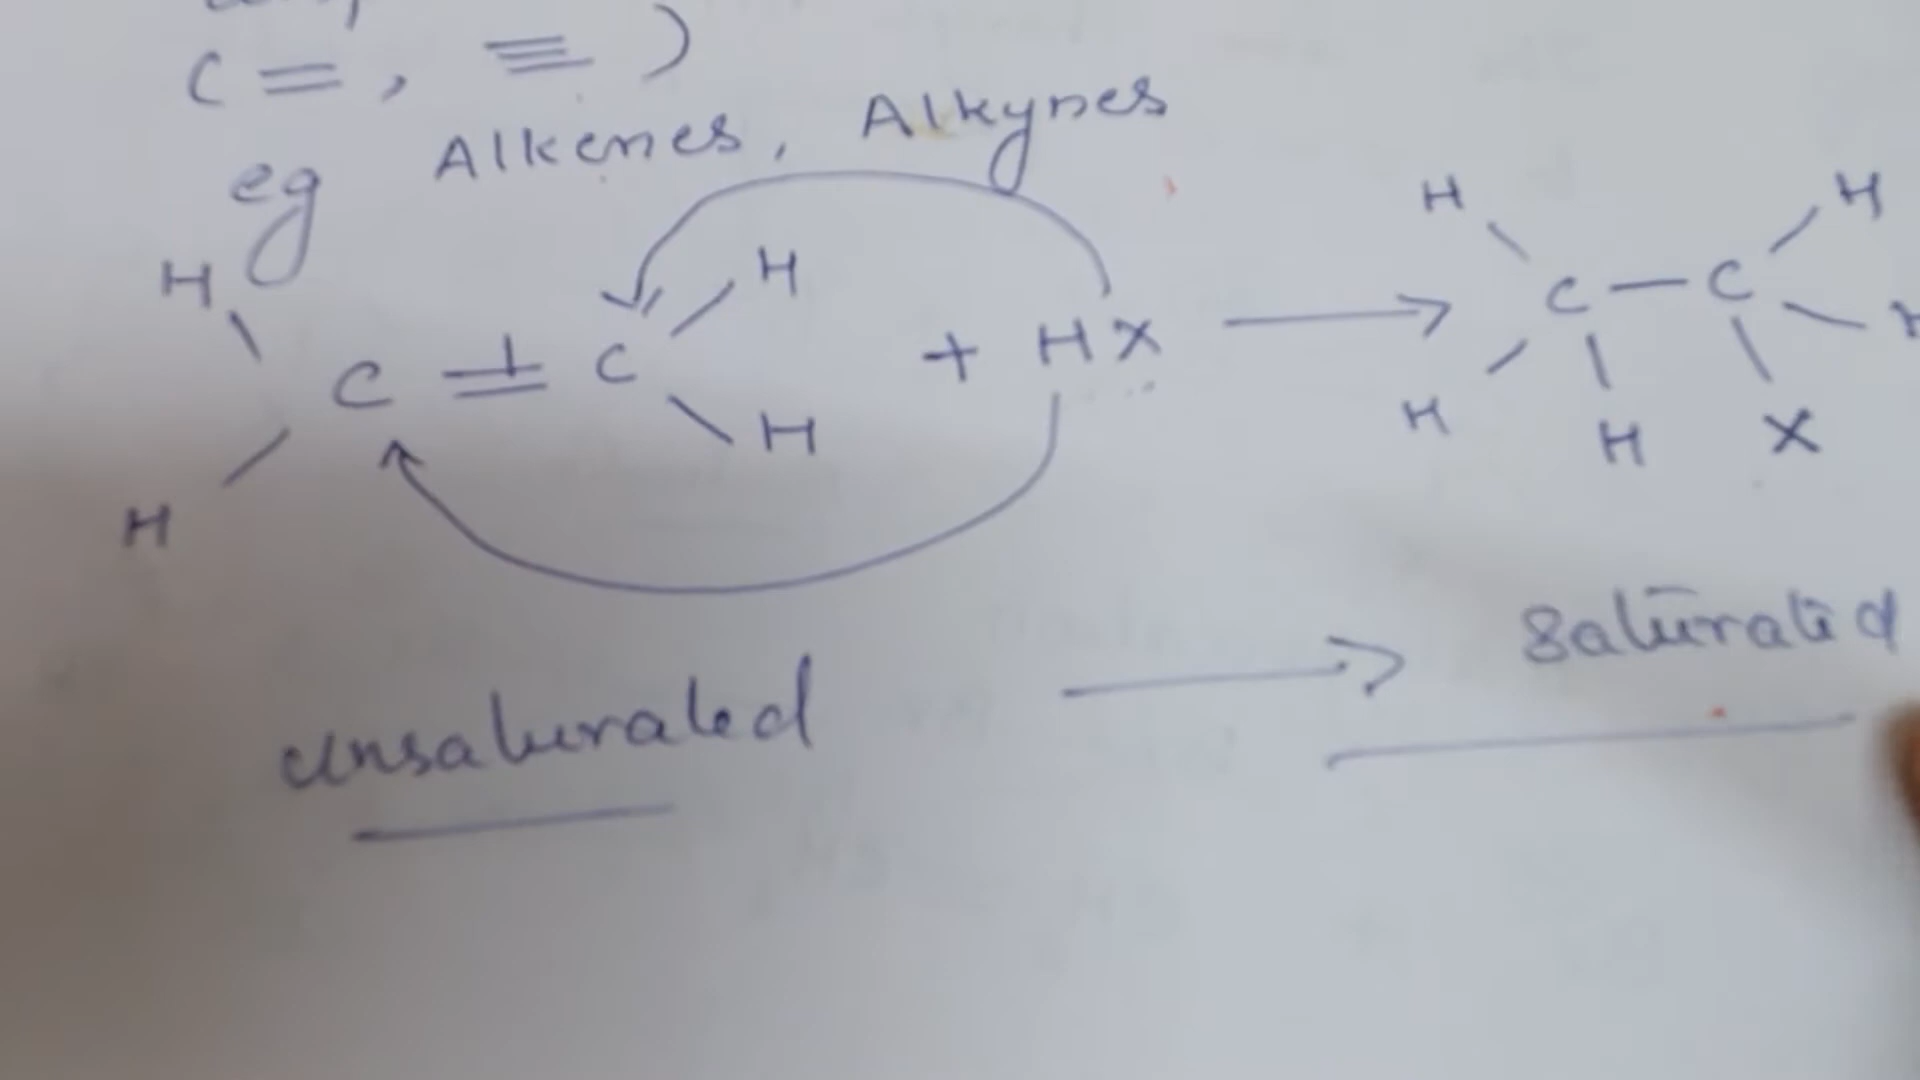 ( =, ≡ )
eg Alkenes, Alkynes
H H H H
C = C + HX → C — C
H H H H X
unsaturated → saturated